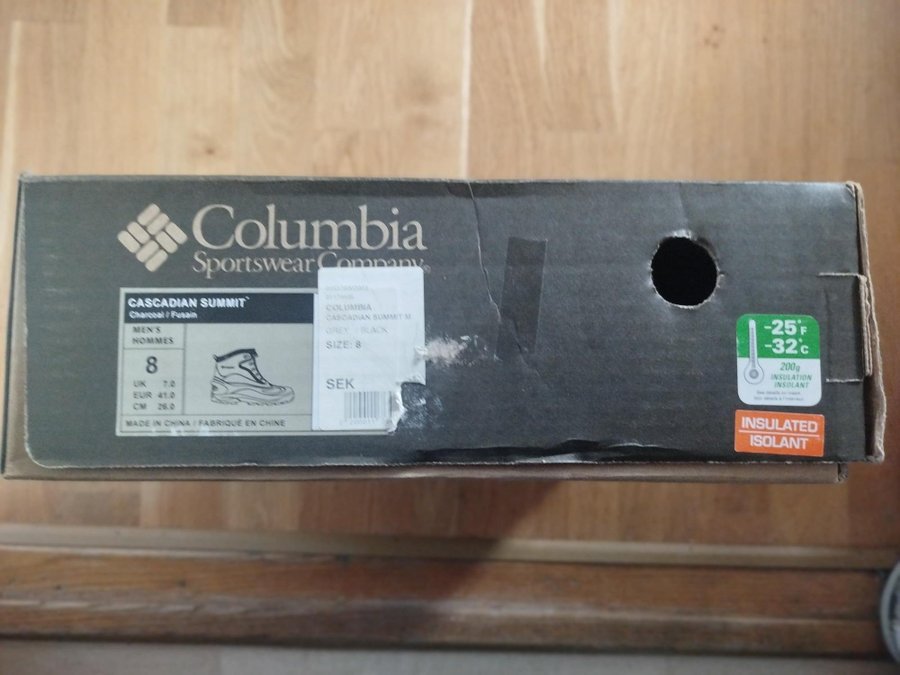 Columbia
Sportswear Company
CASCADIAN SUMMIT
Charcoal / Fusain
MEN'S
HOMMES
8
UK 7.0
EUR 41.0
CM 26.0
MADE IN CHINA / FABRIQUÉ EN CHINE
COLUMBIA
CASCADIAN SUMMIT M
GREY / BLACK
SIZE: 8
SEK
-25°F
-32°C
200g
INSULATION
ISOLANT
INSULATED
ISOLANT